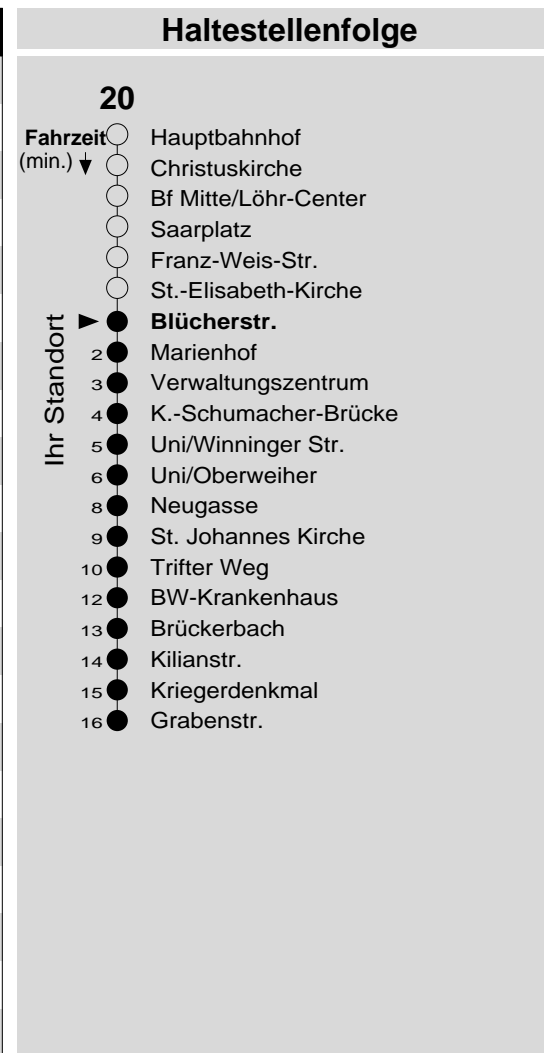 Haltestellenfolge
20
Fahrzeit Hauptbahnhof
(min.) Christuskirche
Bf Mitte/Löhr-Center
Saarplatz
Franz-Weis-Str.
St.-Elisabeth-Kirche
Ihr Standort
Blücherstr.
2 Marienhof
3 Verwaltungszentrum
4 K.-Schumacher-Brücke
5 Uni/Winninger Str.
6 Uni/Oberweiher
8 Neugasse
9 St. Johannes Kirche
10 Trifter Weg
12 BW-Krankenhaus
13 Brückerbach
14 Kilianstr.
15 Kriegerdenkmal
16 Grabenstr.